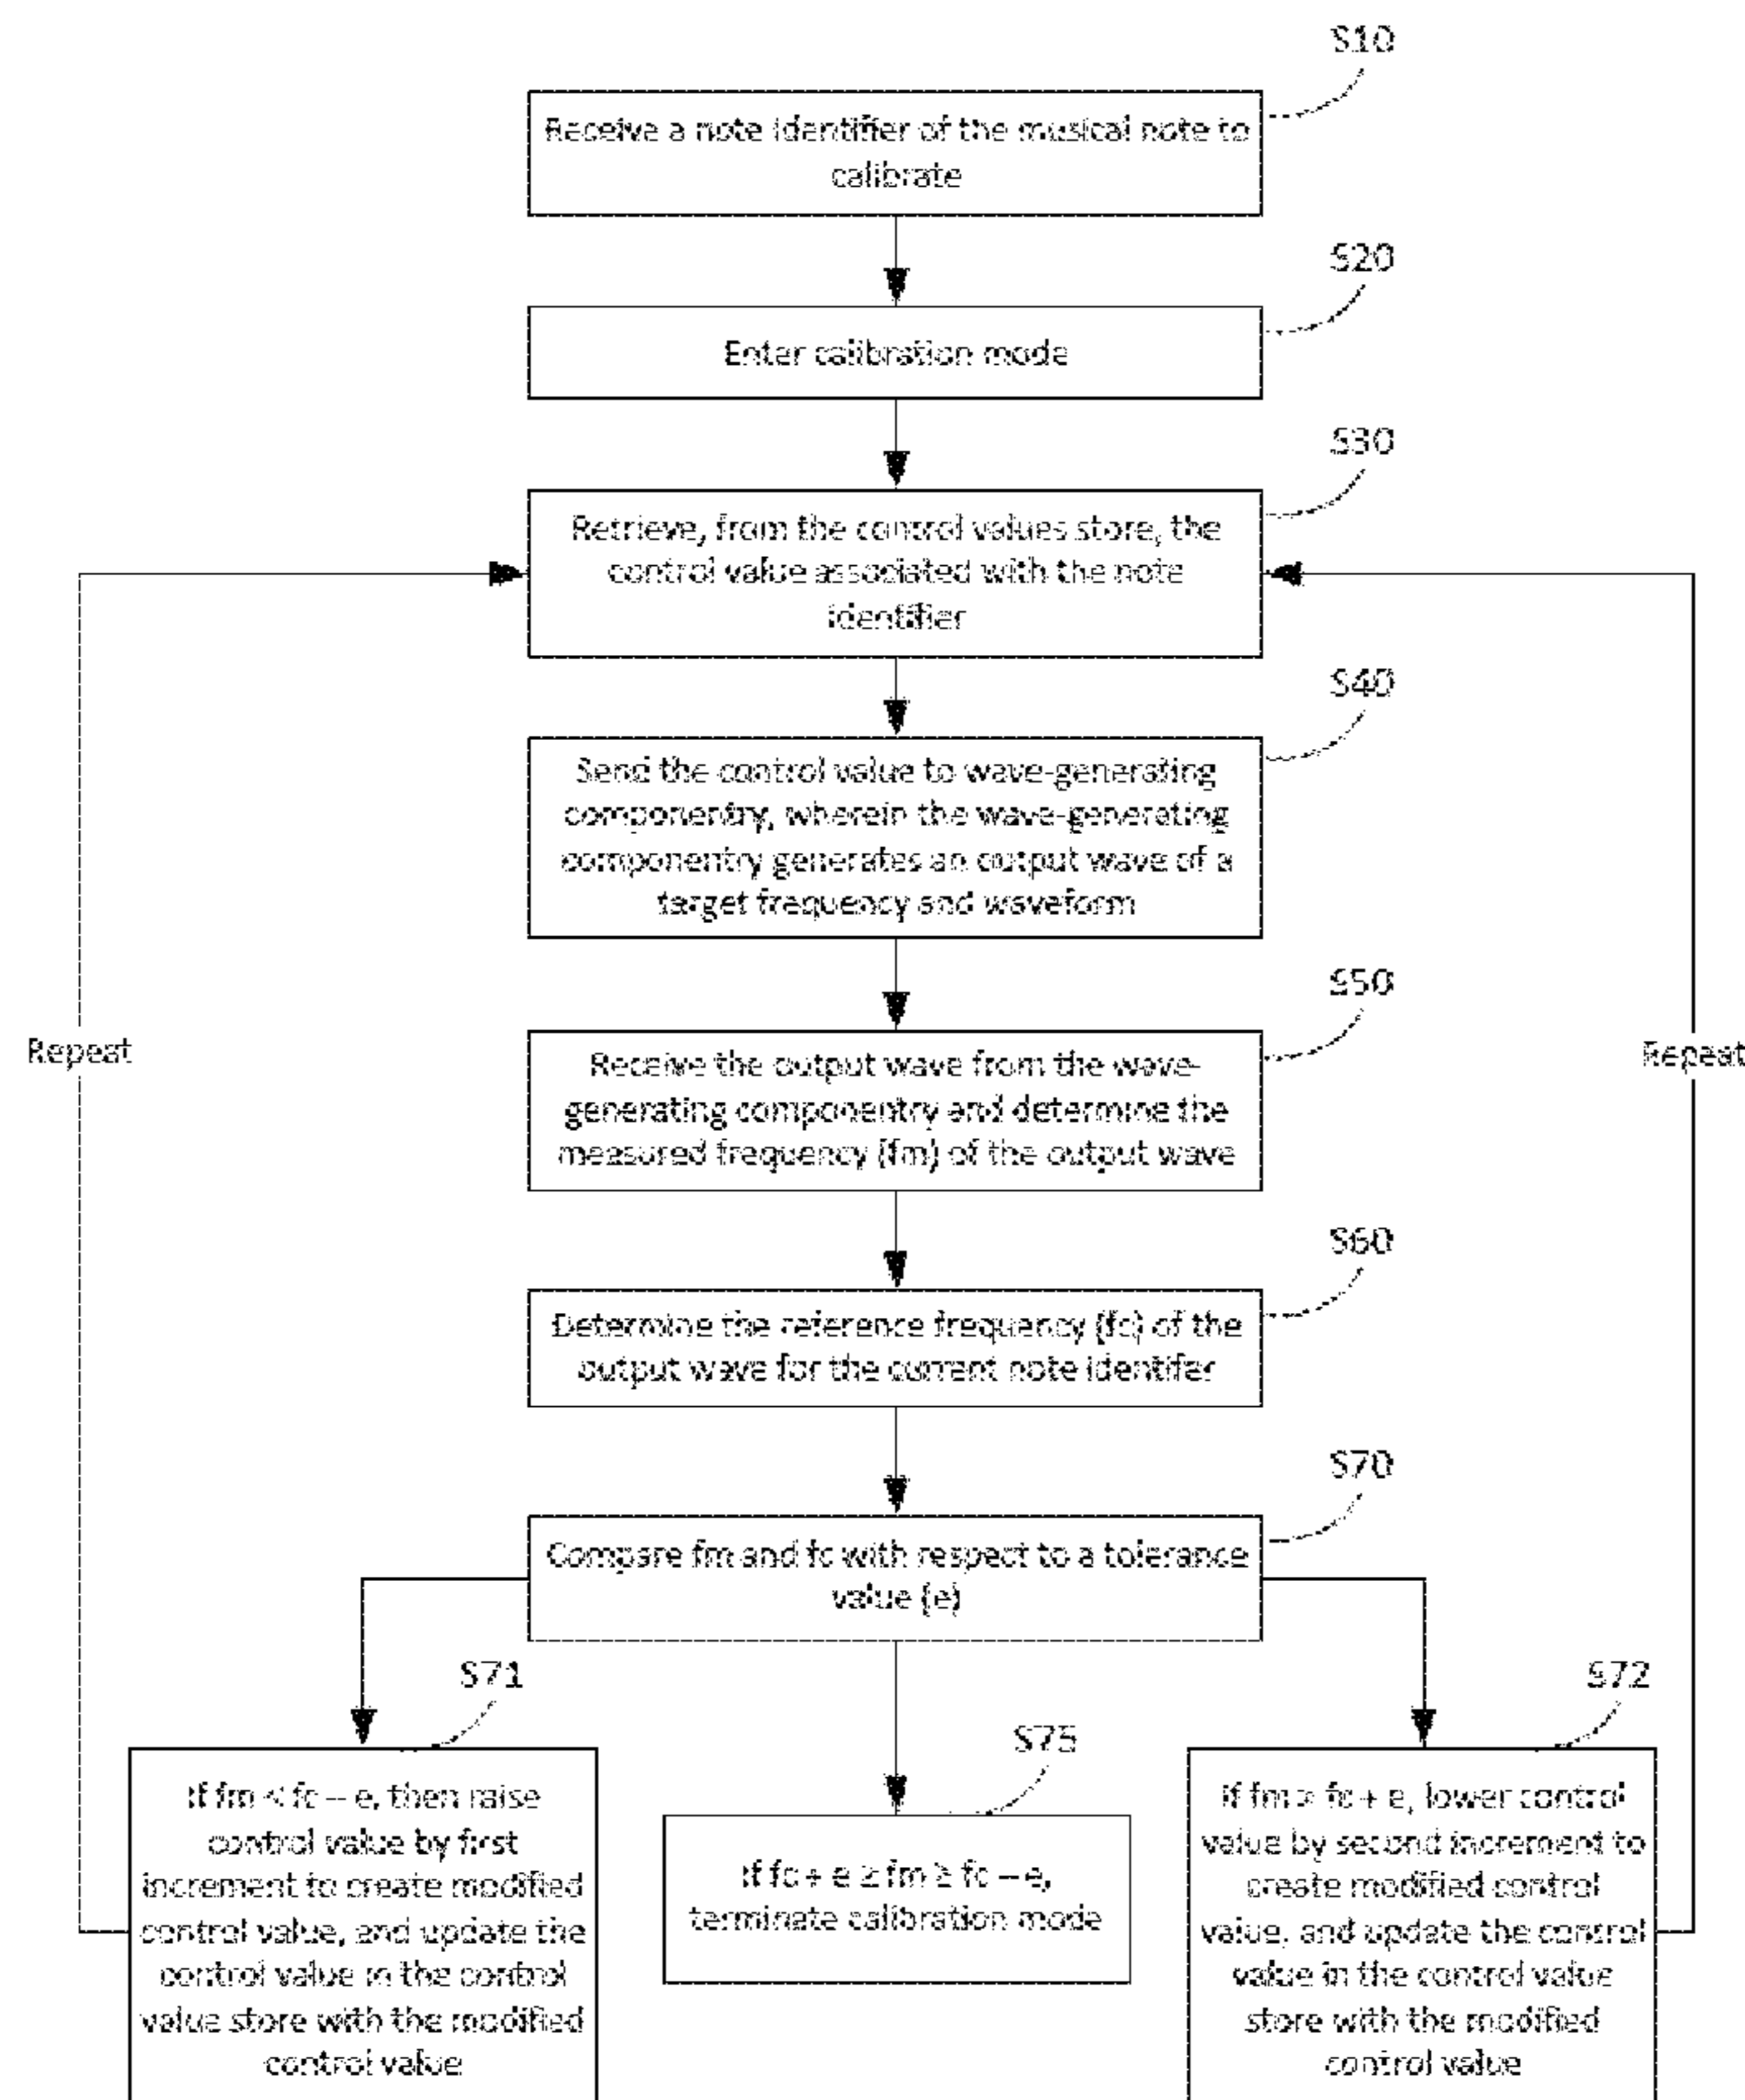 S10
Receive a note identifier of the musical note to
calibrate
S20
Enter calibration mode
S30
Retrieve, from the control values store, the
control value associated with the note
identifier
S40
Send the control value to wave-generating
componentry, wherein the wave-generating
componentry generates an output wave of a
target frequency and waveform
S50
Receive the output wave from the wave-
generating componentry and determine the
measured frequency (fm) of the output wave
Repeat
Repeat
S60
Determine the reference frequency (fc) of the
output wave for the current note identifer
S70
Compare fm and fc with respect to a tolerance
value (e)
S71
If fm < fc – e, then raise
control value by first
increment to create modified
control value, and update the
control value in the control
value store with the modified
control value
S75
If fc + e ≥ fm ≥ fc – e,
terminate calibration mode
S72
If fm > fc + e, lower control
value by second increment to
create modified control
value, and update the control
value in the control value
store with the modified
control value